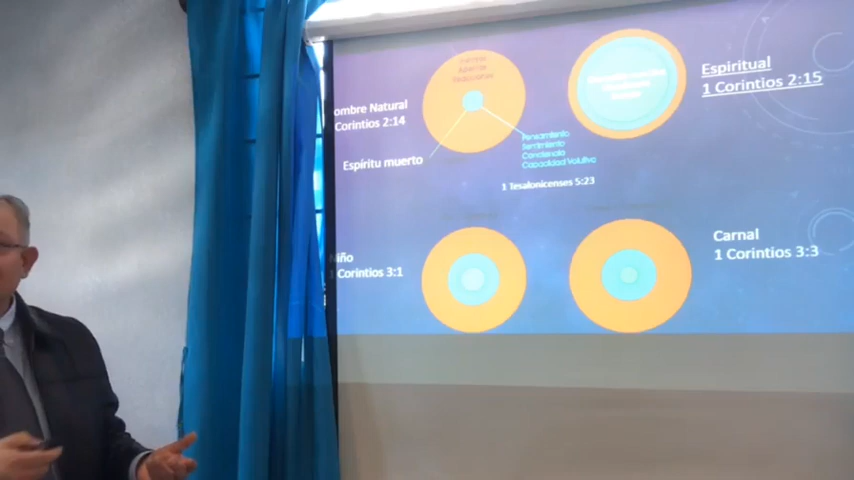 ombre Natural
Corintios 2:14
Espíritu muerto
Pensamiento
Sentimiento
Conciencia
Capacidad Volutiva
1 Tesalonicenses 5:23
Espiritual
1 Corintios 2:15
Niño
1 Corintios 3:1
Carnal
1 Corintios 3:3